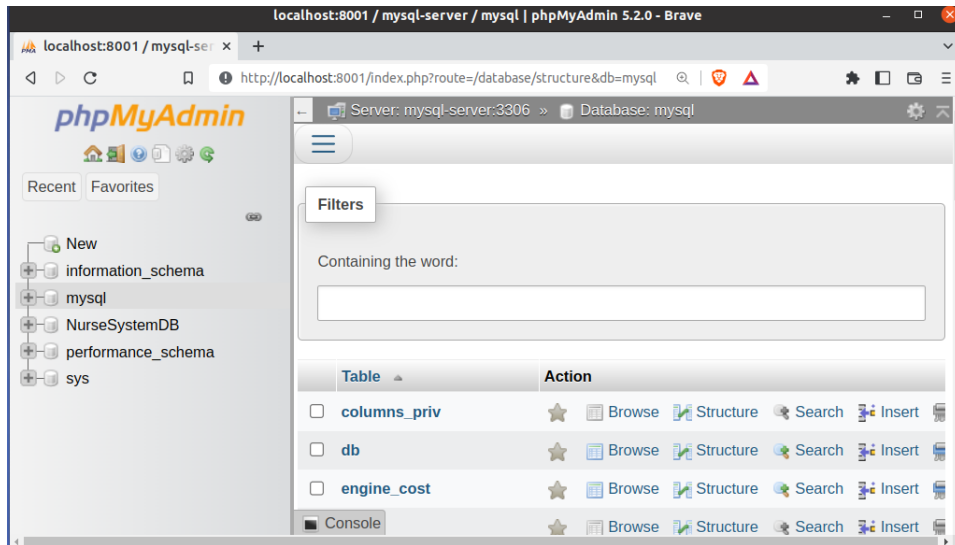 localhost:8001 / mysql-server / mysql | phpMyAdmin 5.2.0 - Brave
localhost:8001 / mysql-ser
http://localhost:8001/index.php?route=/database/structure&db=mysql
phpMyAdmin
Recent Favorites
New
information_schema
mysql
NurseSystemDB
performance_schema
sys
Server: mysql-server:3306 » Database: mysql
Filters
Containing the word:
Table Action
columns_priv Browse Structure Search Insert
db Browse Structure Search Insert
engine_cost Browse Structure Search Insert
Browse Structure Search Insert
Console